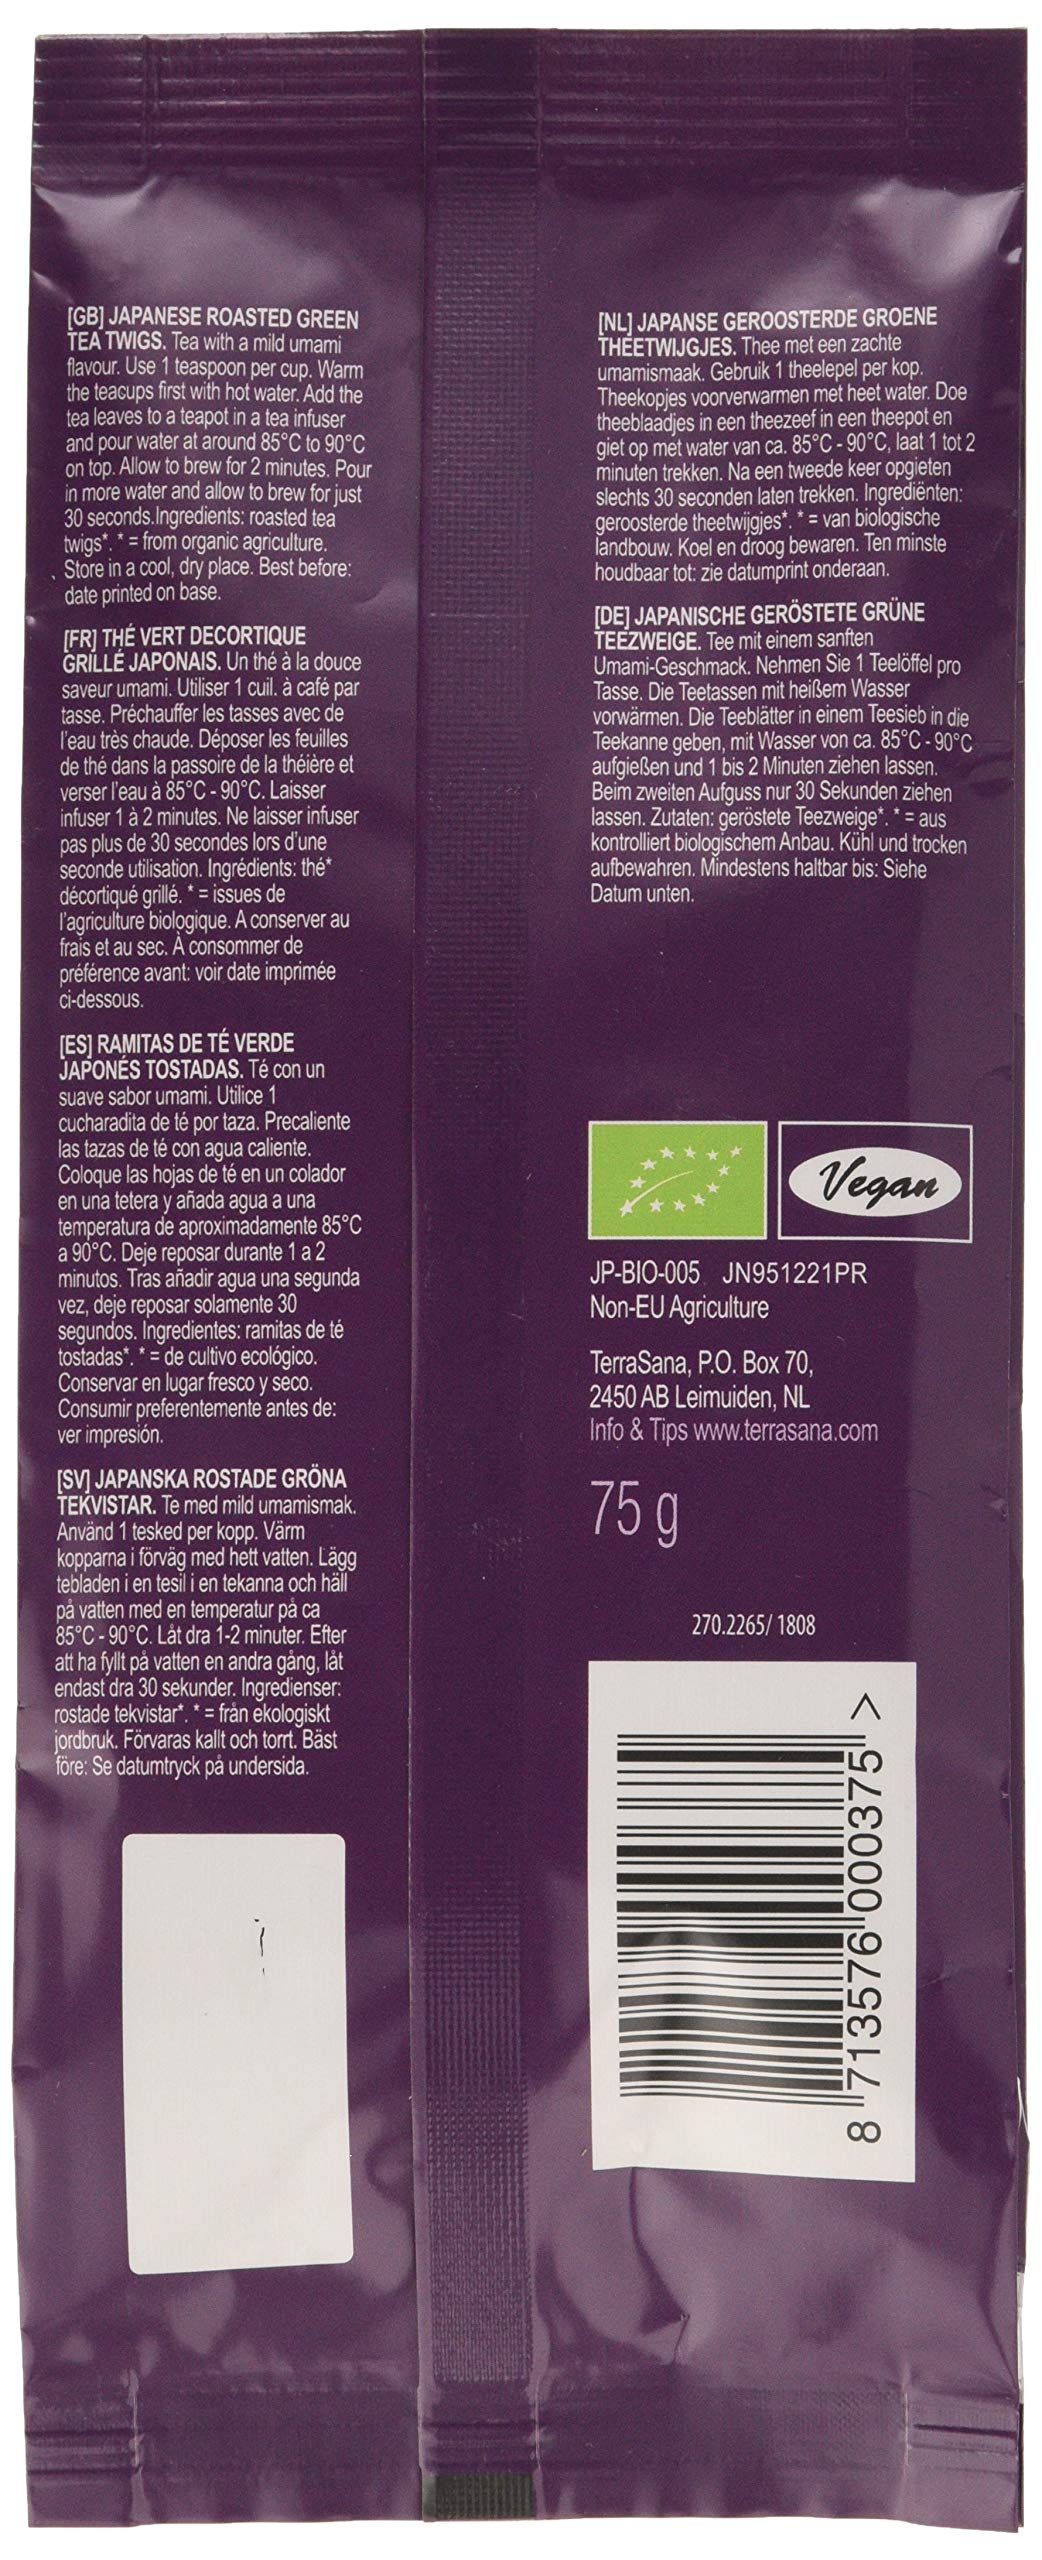 [GB] JAPANESE ROASTED GREEN
TEA TWIGS. Tea with a mild umami
flavour. Use 1 teaspoon per cup. Warm
the teacups first with hot water. Add the
tea leaves to a teapot in a tea infuser
and pour water at around 85°C to 90°C
on top. Allow to brew for 2 minutes. Pour
in more water and allow to brew for just
30 seconds.Ingredients: roasted tea
twigs*. * = from organic agriculture.
Store in a cool, dry place. Best before:
date printed on base.
[FR] THÉ VERT DECORTIQUE
GRILLÉ JAPONAIS. Un thé à la douce
saveur umami. Utiliser 1 cuil. à café par
tasse. Préchauffer les tasses avec de
l'eau très chaude. Déposer les feuilles
de thé dans la passoire de la théière et
verser l'eau à 85°C - 90°C. Laisser
infuser 1 à 2 minutes. Ne laisser infuser
pas plus de 30 secondes lors d'une
seconde utilisation. Ingrédients: thé*
décortiqué grillé. * = issues de
l'agriculture biologique. A conserver au
frais et au sec. À consommer de
préférence avant: voir date imprimée
ci-dessous.
[ES] RAMITAS DE TÉ VERDE
JAPONÉS TOSTADAS. Té con un
suave sabor umami. Utilice 1
cucharadita de té por taza. Precaliente
las tazas de té con agua caliente.
Coloque las hojas de té en un colador
en una tetera y añada agua a una
temperatura de aproximadamente 85°C
a 90°C. Deje reposar durante 1 a 2
minutos. Tras añadir agua una segunda
vez, deje reposar solamente 30
segundos. Ingredientes: ramitas de té
tostadas*. * = de cultivo ecológico.
Conservar en lugar fresco y seco.
Consumir preferentemente antes de:
ver impresión.
[SV] JAPANSKA ROSTADE GRÖNA
TEKVISTAR. Te med mild umamismak.
Använd 1 tesked per kopp. Värm
kopparna i förväg med hett vatten. Lägg
tebladen i en tesil i en tekanna och häll
på vatten med en temperatur på ca
85°C - 90°C. Låt dra 1-2 minuter. Efter
att ha fyllt på vatten en andra gång, låt
endast dra 30 sekunder. Ingredienser:
rostade tekvistar*. * = från ekologiskt
jordbruk. Förvaras kallt och torrt. Bäst
före: Se datumtryck på undersida.
[NL] JAPANSE GEROOSTERDE GROENE
THEETWIJGJES. Thee met een zachte
umamismaak. Gebruik 1 theelepel per kop.
Theekopjes voorverwarmen met heet water. Doe
theeblaadjes in een theezeef in een theepot en
giet op met water van ca. 85°C - 90°C, laat 1 tot 2
minuten trekken. Na een tweede keer opgieten
slechts 30 seconden laten trekken. Ingrediënten:
geroosterde theetwijgjes*. * = van biologische
landbouw. Koel en droog bewaren. Ten minste
houdbaar tot: zie datumprint onderaan.
[DE] JAPANISCHE GERÖSTETE GRÜNE
TEEZWEIGE. Tee mit einem sanften
Umami-Geschmack. Nehmen Sie 1 Teelöffel pro
Tasse. Die Teetassen mit heißem Wasser
vorwärmen. Die Teeblätter in einem Teesieb in die
Teekanne geben, mit Wasser von ca. 85°C - 90°C
aufgießen und 1 bis 2 Minuten ziehen lassen.
Beim zweiten Aufguss nur 30 Sekunden ziehen
lassen. Zutaten: geröstete Teezweige*. * = aus
kontrolliert biologischem Anbau. Kühl und trocken
aufbewahren. Mindestens haltbar bis: Siehe
Datum unten.
Vegan
JP-BIO-005 JN951221PR
Non-EU Agriculture
TerraSana, P.O. Box 70,
2450 AB Leimuiden, NL
Info & Tips www.terrasana.com
75 g
270.2265/ 1808
8 713576 000375 >